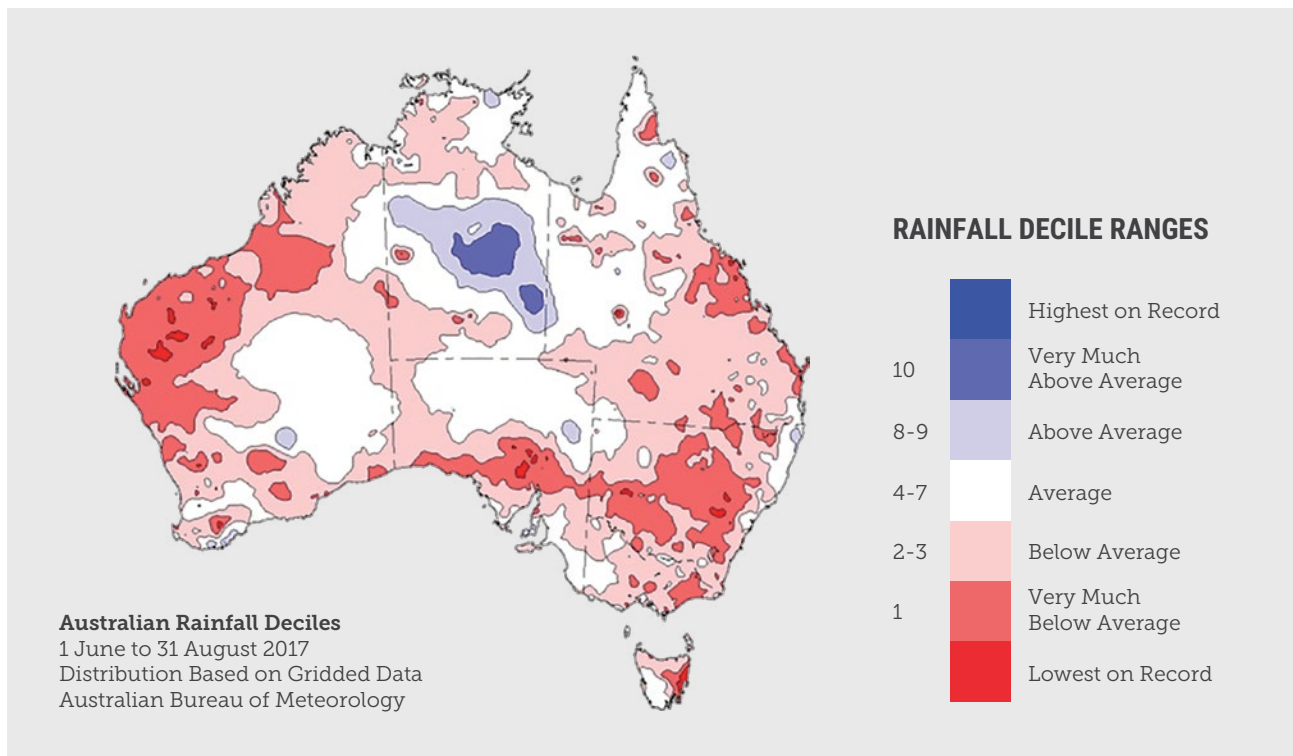 RAINFALL DECILE RANGES
Highest on Record
10
Very Much
Above Average
8-9
Above Average
4-7
Average
2-3
Below Average
1
Very Much
Below Average
Lowest on Record
Australian Rainfall Deciles
1 June to 31 August 2017
Distribution Based on Gridded Data
Australian Bureau of Meteorology